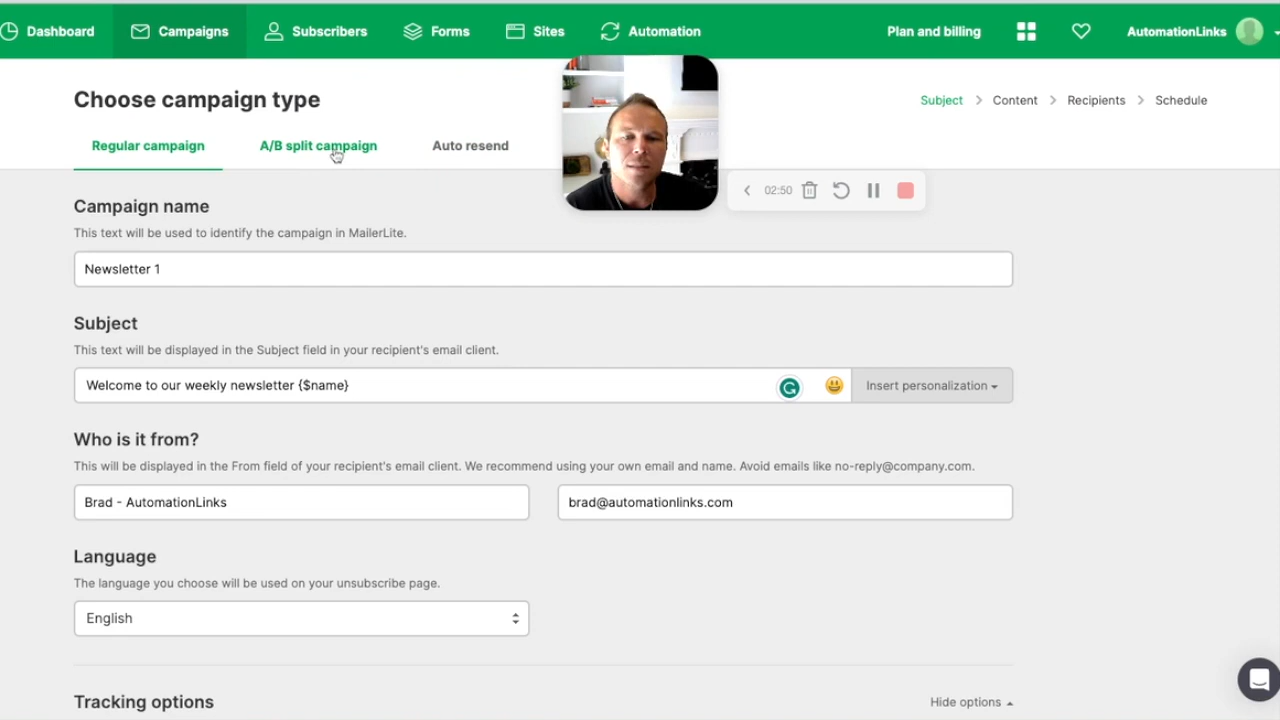 Dashboard
Campaigns
Subscribers
Forms
Sites
Automation
Plan and billing
AutomationLinks
Choose campaign type
Subject
Content
Recipients
Schedule
Regular campaign
A/B split campaign
Auto resend
02:50
Campaign name
This text will be used to identify the campaign in MailerLite.
Newsletter 1
Subject
This text will be displayed in the Subject field in your recipient's email client.
Welcome to our weekly newsletter {$name}
Insert personalization
Who is it from?
This will be displayed in the From field of your recipient's email client. We recommend using your own email and name. Avoid emails like no-reply@company.com.
Brad - AutomationLinks
brad@automationlinks.com
Language
The language you choose will be used on your unsubscribe page.
English
Tracking options
Hide options